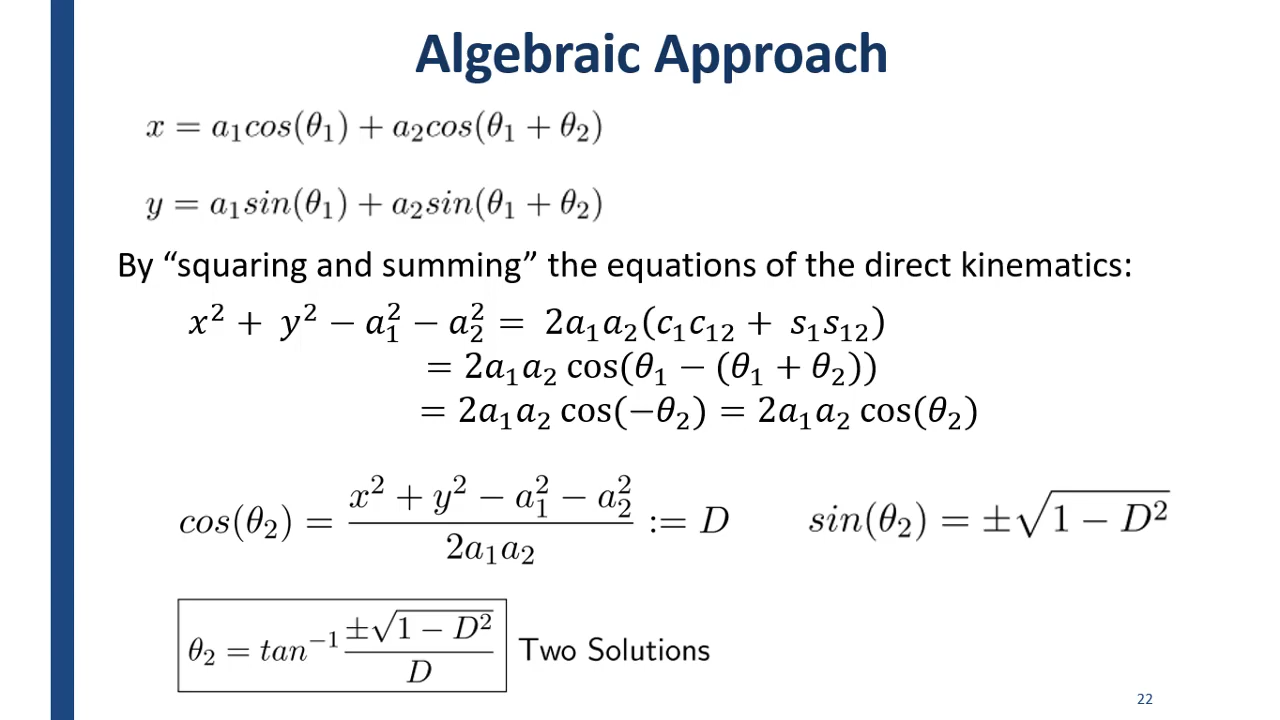 Algebraic Approach
x = a₁cos(θ₁) + a₂cos(θ₁ + θ₂)
y = a₁sin(θ₁) + a₂sin(θ₁ + θ₂)
By “squaring and summing” the equations of the direct kinematics:
x² + y² − a₁² − a₂² = 2a₁a₂(c₁c₁₂ + s₁s₁₂)
= 2a₁a₂ cos(θ₁ − (θ₁ + θ₂))
= 2a₁a₂ cos(−θ₂) = 2a₁a₂ cos(θ₂)
cos(θ₂) = (x² + y² − a₁² − a₂²)/(2a₁a₂) := D    sin(θ₂) = ±√(1 − D²)
θ₂ = tan⁻¹ (±√(1 − D²))/D Two Solutions
22